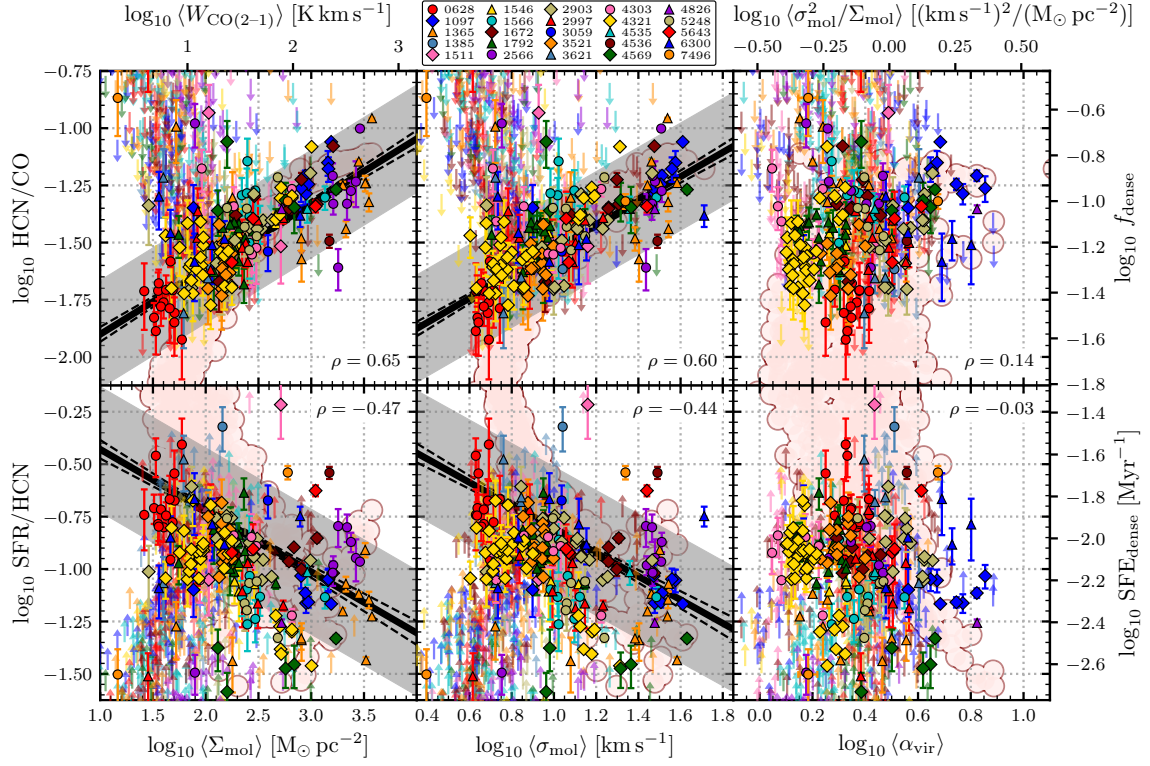 log₁₀ ⟨W_CO(2−1)⟩ [K km s⁻¹]
log₁₀ ⟨σ²_mol/Σ_mol⟩ [(km s⁻¹)²/(M⊙ pc⁻²)]
1 2 3
−0.50 −0.25 0.00 0.25 0.50
0628 1546 2903 4303 4826
1097 1566 2997 4321 5248
1365 1672 3059 4535 5643
1385 1792 3521 4536 6300
1511 2566 3621 4569 7496
log₁₀ HCN/CO
−0.75
−1.00
−1.25
−1.50
−1.75
−2.00
ρ = 0.65
ρ = 0.60
ρ = 0.14
log₁₀ f_dense
−0.6
−0.8
−1.0
−1.2
−1.4
−1.6
−1.8
log₁₀ SFR/HCN
−0.25
−0.50
−0.75
−1.00
−1.25
−1.50
ρ = −0.47
ρ = −0.44
ρ = −0.03
log₁₀ SFE_dense [Myr⁻¹]
−1.4
−1.6
−1.8
−2.0
−2.2
−2.4
−2.6
1.0 1.5 2.0 2.5 3.0 3.5
0.4 0.6 0.8 1.0 1.2 1.4 1.6 1.8
0.0 0.2 0.4 0.6 0.8 1.0
log₁₀ ⟨Σ_mol⟩ [M⊙ pc⁻²]
log₁₀ ⟨σ_mol⟩ [km s⁻¹]
log₁₀ ⟨α_vir⟩